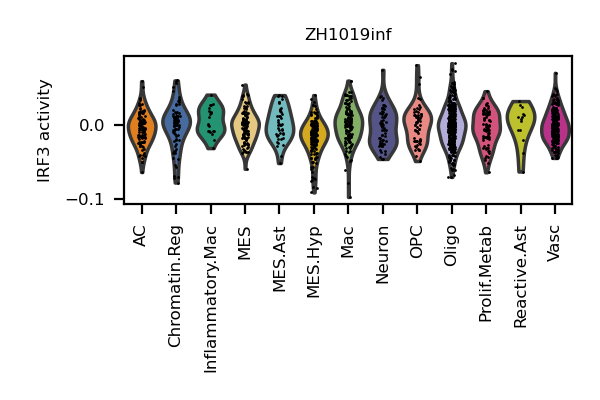 ZH1019inf
IRF3 activity
0.0
−0.1
AC
Chromatin.Reg
Inflammatory.Mac
MES
MES.Ast
MES.Hyp
Mac
Neuron
OPC
Oligo
Prolif.Metab
Reactive.Ast
Vasc